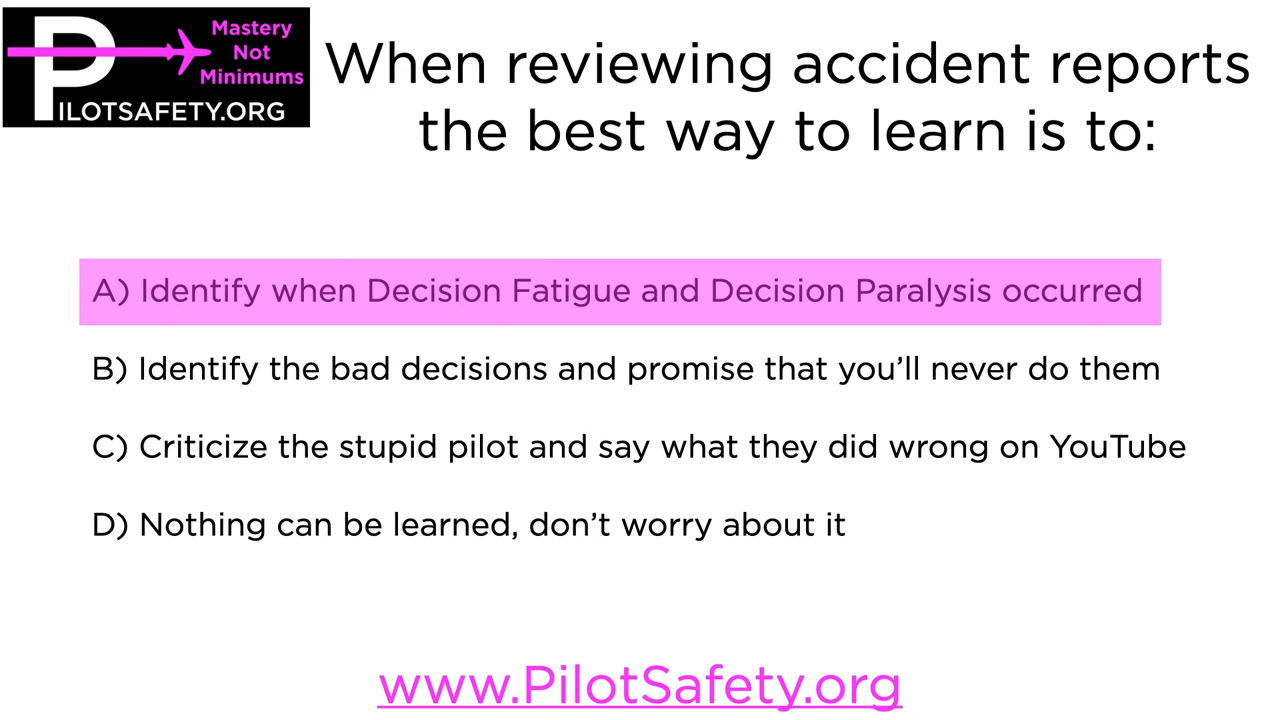 Mastery
Not
Minimums
PILOTSAFETY.ORG
When reviewing accident reports
the best way to learn is to:
A) Identify when Decision Fatigue and Decision Paralysis occurred
B) Identify the bad decisions and promise that you’ll never do them
C) Criticize the stupid pilot and say what they did wrong on YouTube
D) Nothing can be learned, don’t worry about it
www.PilotSafety.org